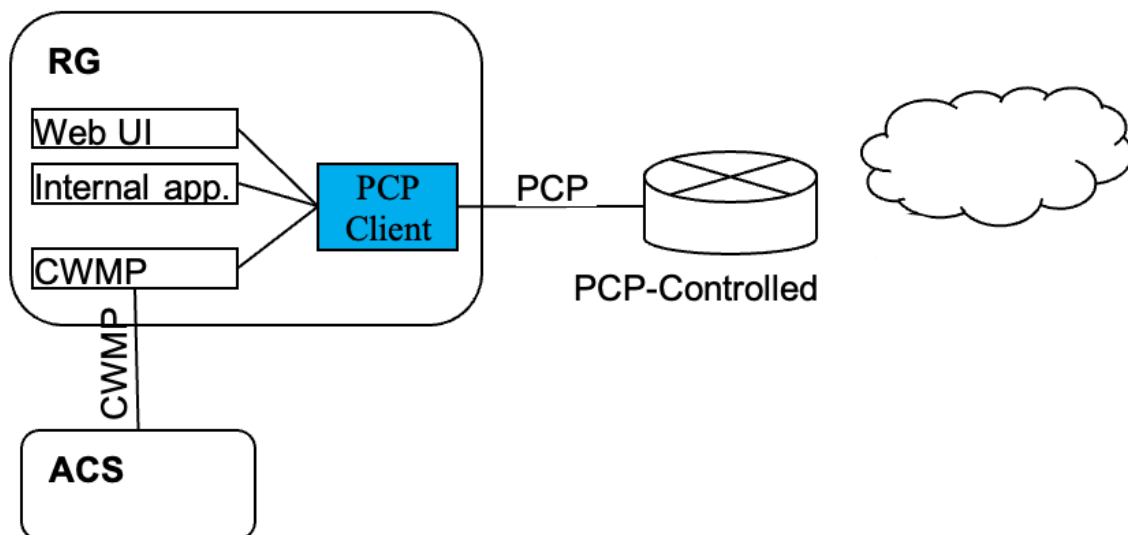 RG
Web UI
Internal app.
CWMP
PCP
Client
PCP
PCP-Controlled
CWMP
ACS